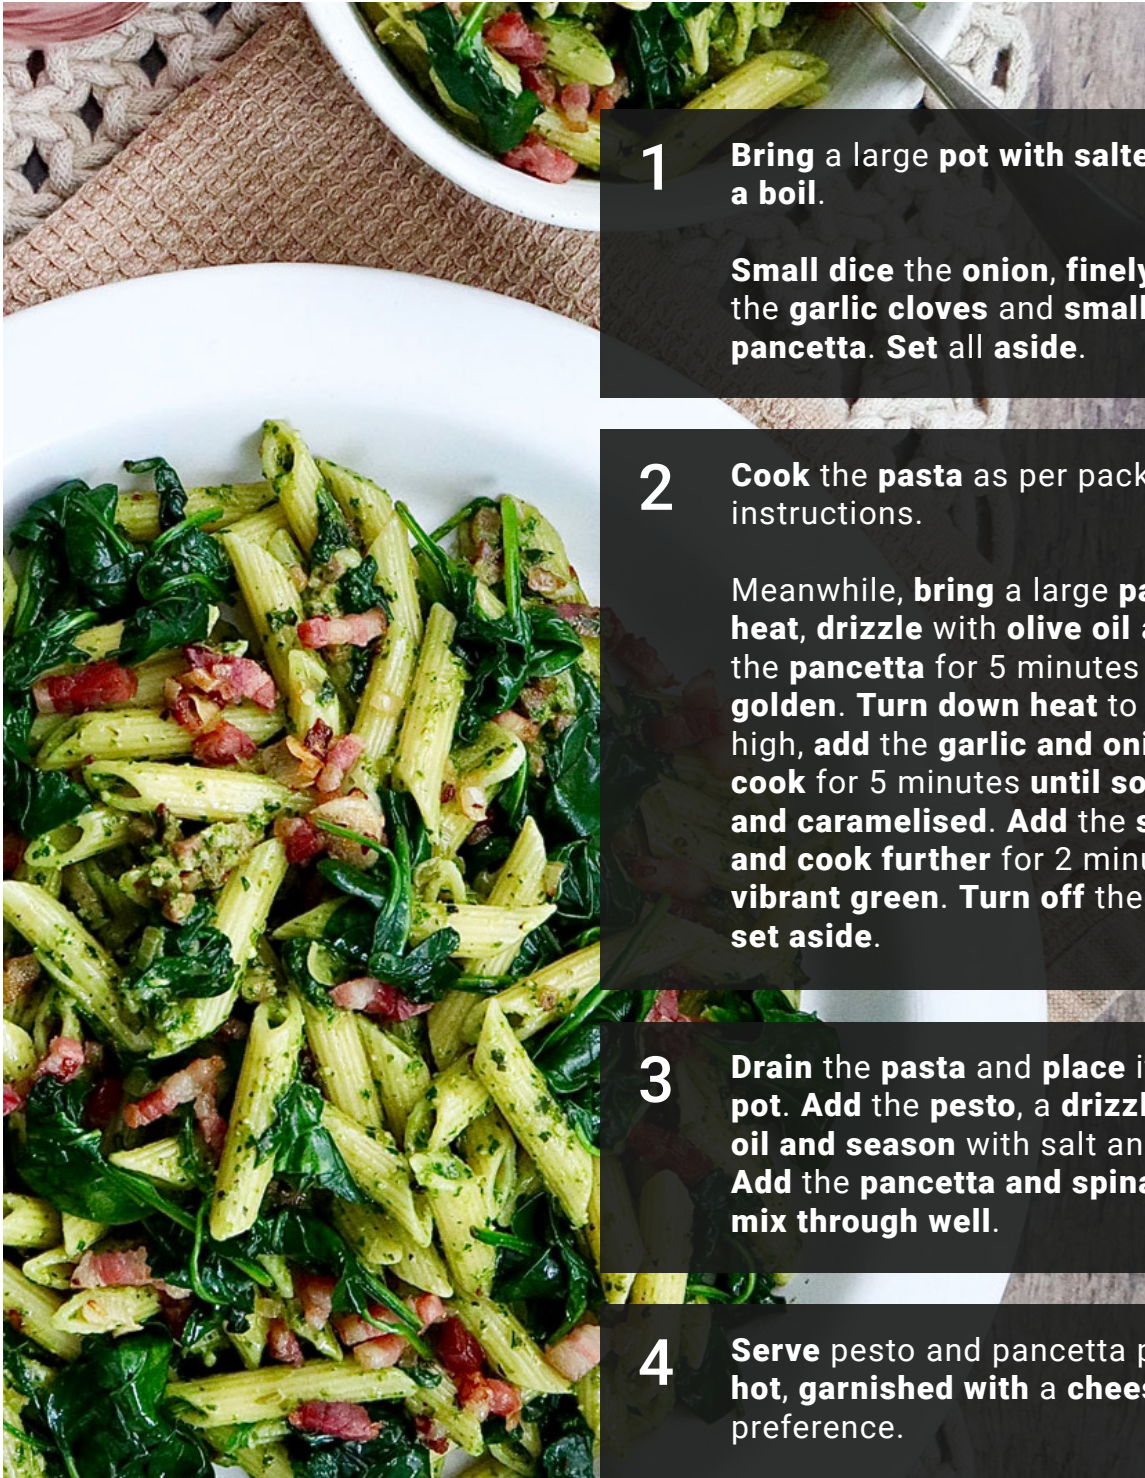 1
Bring a large pot with salte
a boil.
Small dice the onion, finely
the garlic cloves and small
pancetta. Set all aside.
2
Cook the pasta as per pack
instructions.
Meanwhile, bring a large pa
heat, drizzle with olive oil a
the pancetta for 5 minutes
golden. Turn down heat to
high, add the garlic and oni
cook for 5 minutes until so
and caramelised. Add the s
and cook further for 2 minu
vibrant green. Turn off the
set aside.
3
Drain the pasta and place i
pot. Add the pesto, a drizzl
oil and season with salt an
Add the pancetta and spina
mix through well.
4
Serve pesto and pancetta p
hot, garnished with a chees
preference.